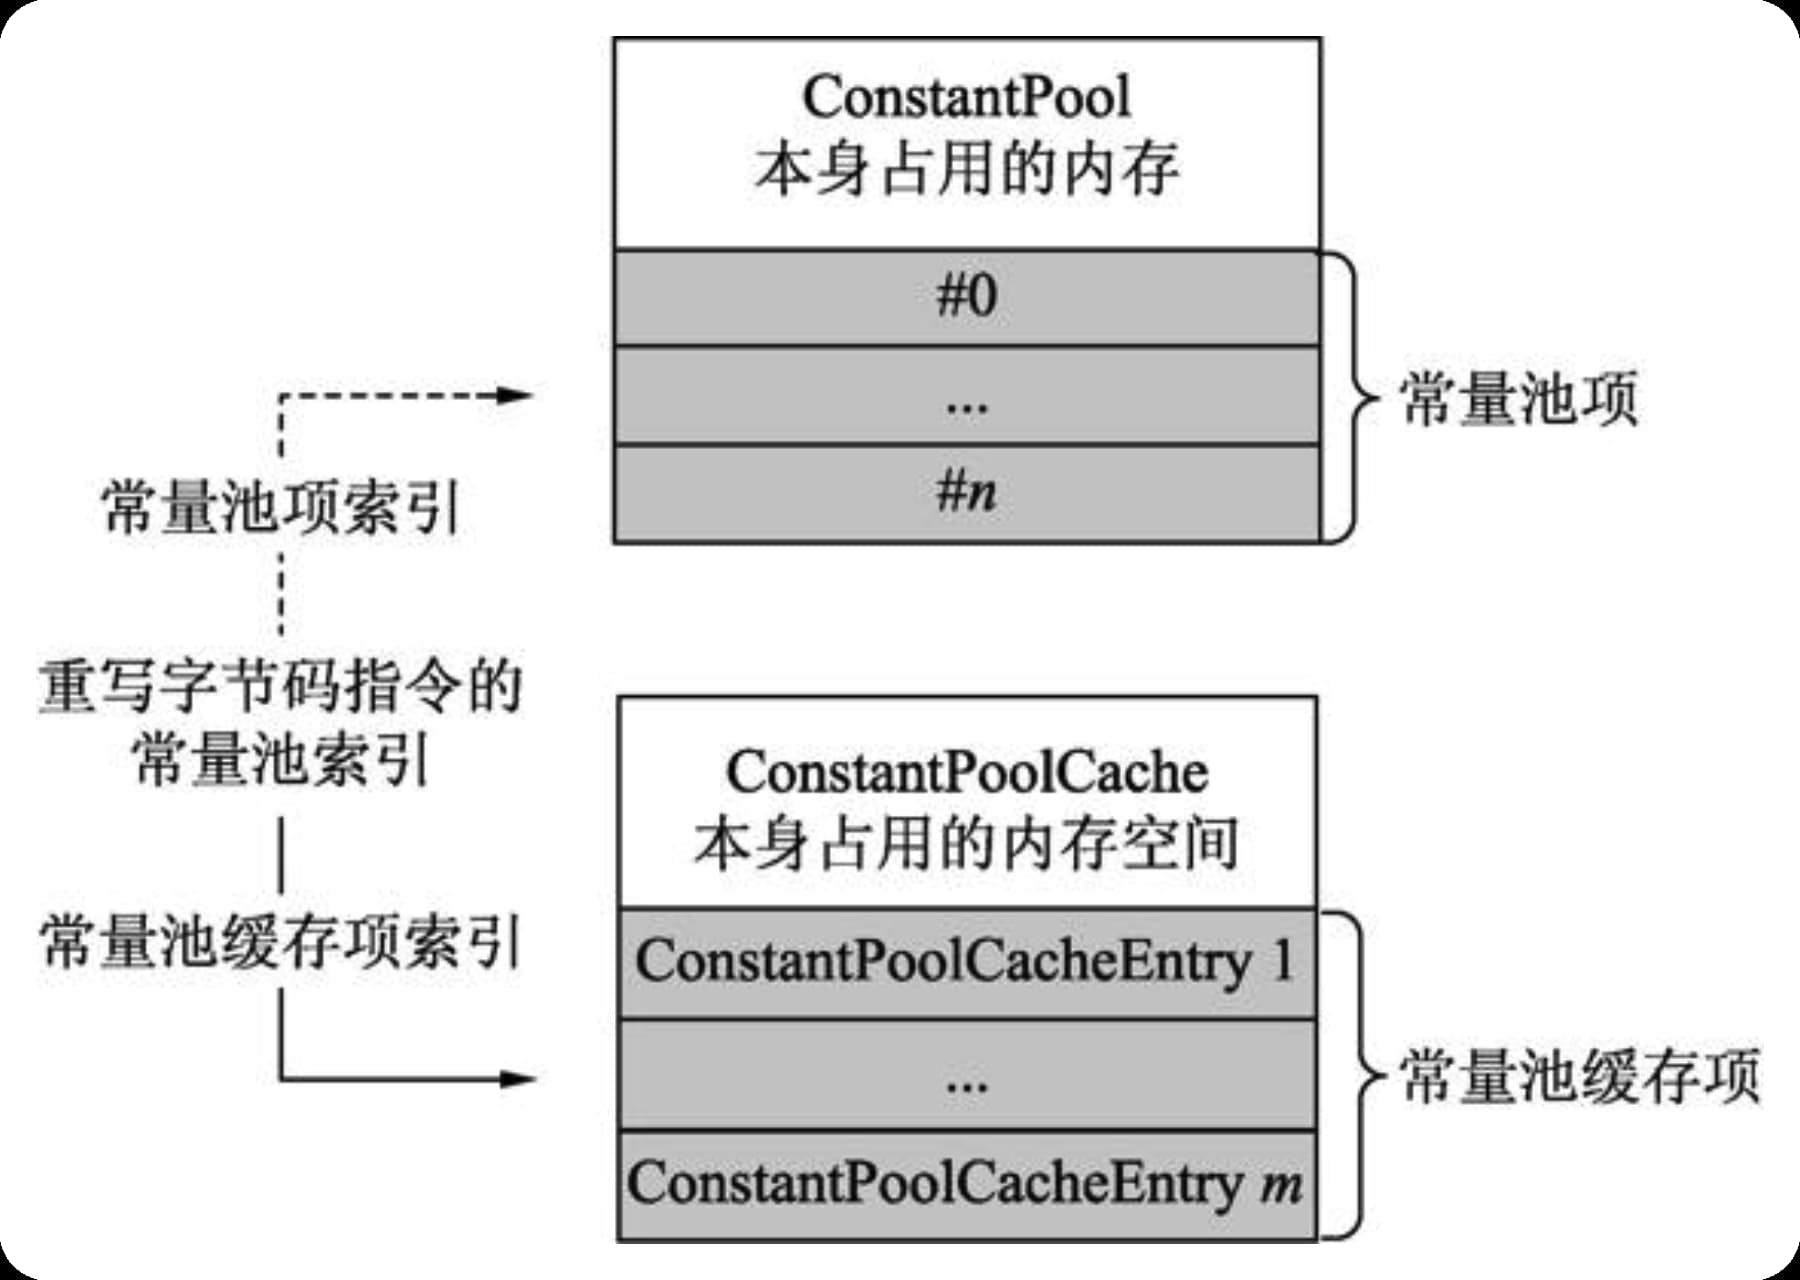 ConstantPool
本身占用的内存
#0
...
#n
常量池项
常量池项索引
重写字节码指令的
常量池索引
常量池缓存项索引
ConstantPoolCache
本身占用的内存空间
ConstantPoolCacheEntry 1
...
ConstantPoolCacheEntry m
常量池缓存项